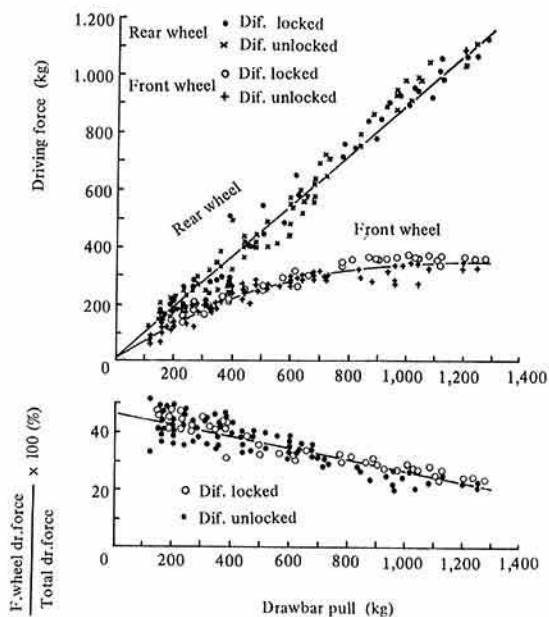 Rear wheel
• Dif. locked
× Dif. unlocked
Front wheel
○ Dif. locked
+ Dif. unlocked
Driving force (kg)
1.000
800
600
400
200
0
Rear wheel
Front wheel
0 200 400 600 800 1,000 1,200 1,400
F.wheel dr.force
Total dr.force
× 100 (%)
40
20
0
○ Dif. locked
• Dif. unlocked
0 200 400 600 800 1,000 1,200 1,400
Drawbar pull (kg)